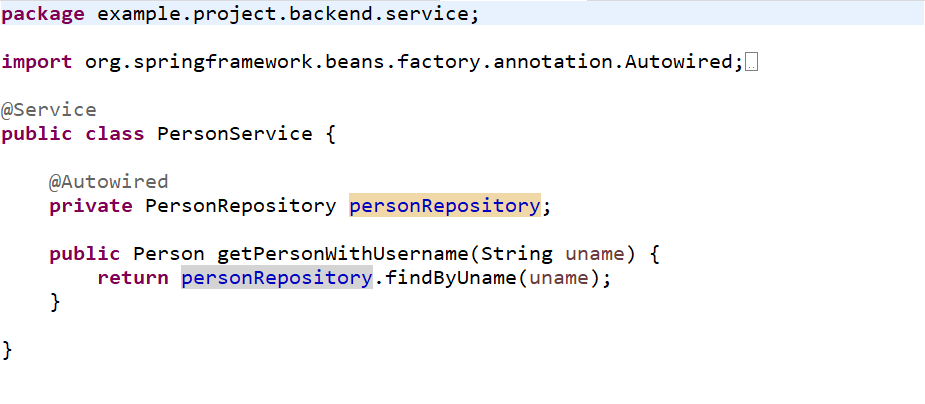 package example.project.backend.service;
import org.springframework.beans.factory.annotation.Autowired;
@Service
public class PersonService {
@Autowired
private PersonRepository personRepository;
public Person getPersonWithUsername(String uname) {
return personRepository.findByUname(uname);
}
}